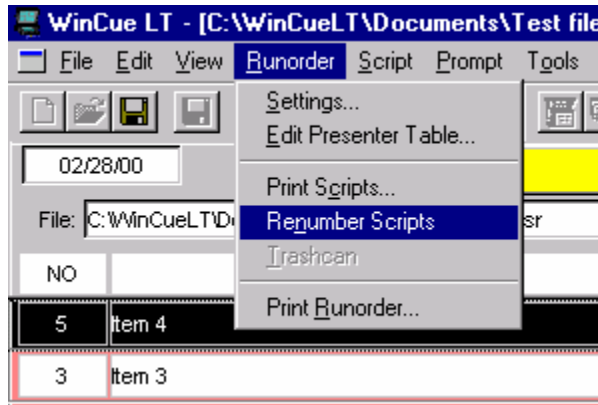 WinCue LT - [C:\WinCueLT\Documents\Test file
File Edit View Runorder Script Prompt Tools
Settings...
Edit Presenter Table...
02/28/00
Print Scripts...
File: C:\WinCueLT\D sr
Renumber Scripts
Trashcan
NO
Print Runorder...
5 Item 4
3 Item 3